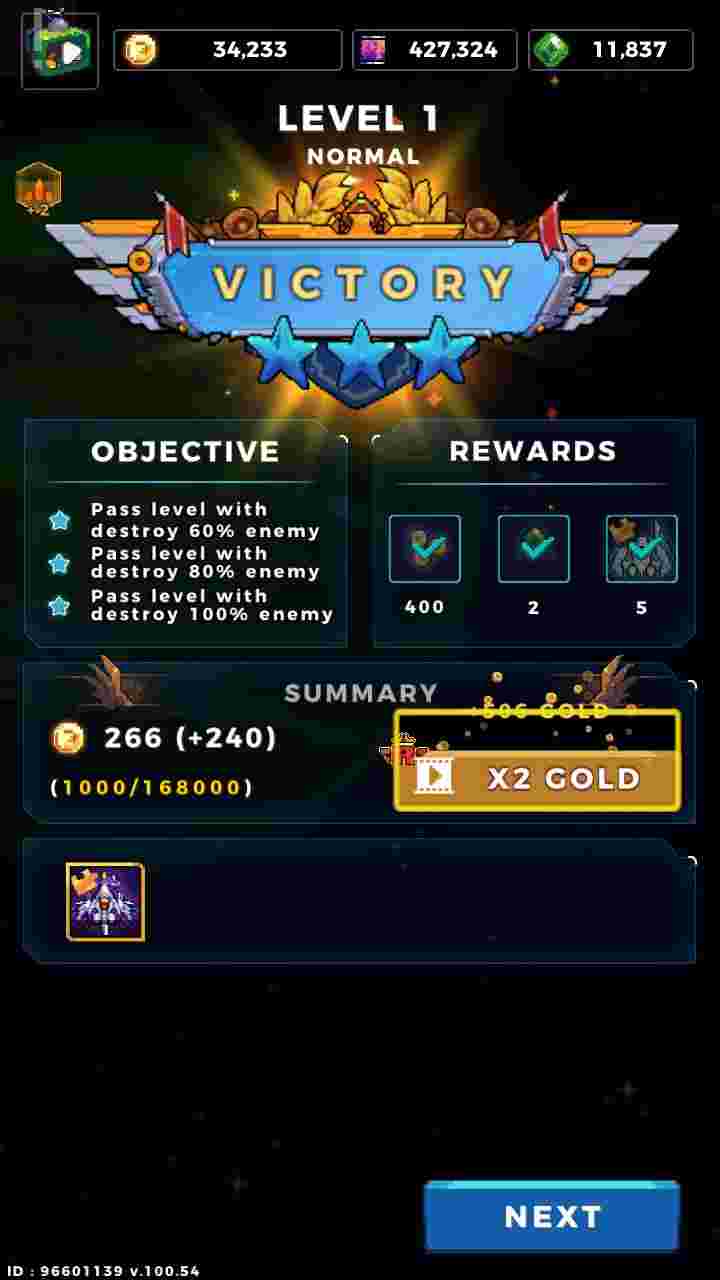 34,233
427,324
11,837
LEVEL 1
NORMAL
+2
VICTORY
OBJECTIVE
REWARDS
Pass level with
destroy 60% enemy
Pass level with
destroy 80% enemy
Pass level with
destroy 100% enemy
400
2
5
SUMMARY
+506 GOLD
266 (+240)
X2 GOLD
(1000/168000)
NEXT
ID : 96601139 v.100.54